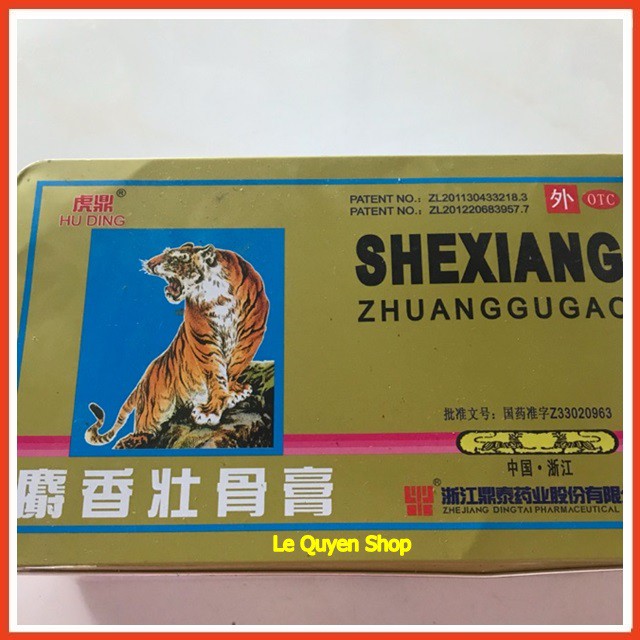 虎鼎®
HU DING
PATENT NO.: ZL201130433218.3
PATENT NO.: ZL201220683957.7
外 OTC
SHEXIANG
ZHUANGGUGAO
批准文号: 国药准字Z33020963
中国·浙江
麝香壮骨膏
®浙江鼎泰药业股份有限
ZHEJIANG DINGTAI PHARMACEUTICAL
Le Quyen Shop